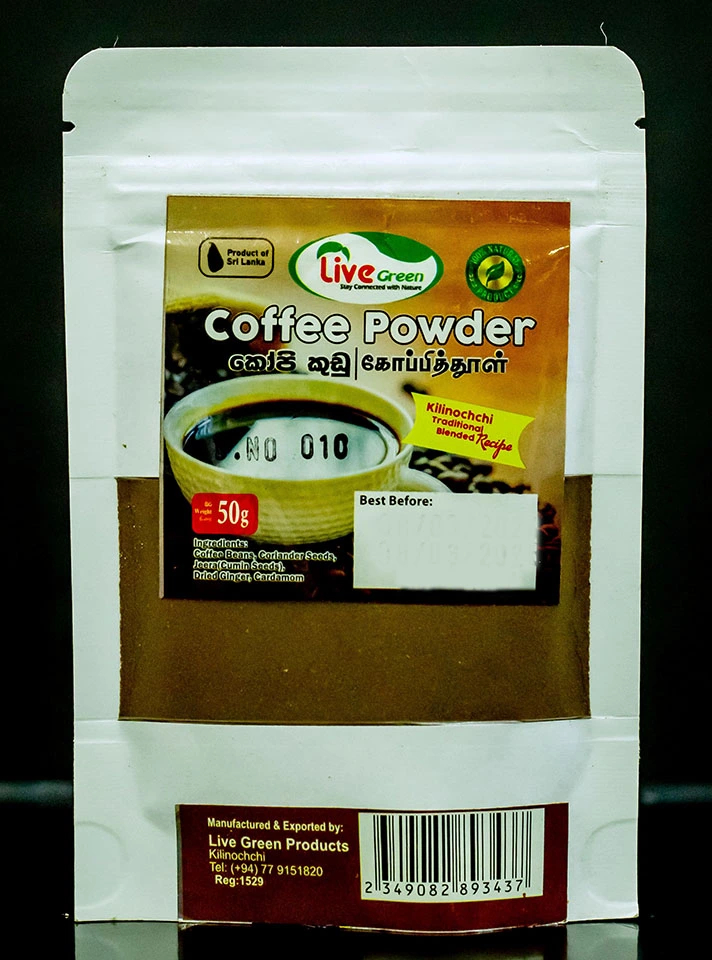 Product of
Sri Lanka
Live Green
Stay Connected with Nature
100% NATURAL
PRODUCT
Coffee Powder
කෝපි කුඩු | கோப்பித்தூள்
Kilinochchi
Traditional
Blended Recipe
.NO 010
Weight
50g
Best Before:
Ingredients:
Coffee Beans, Coriander Seeds,
Jeera(Cumin Seeds),
Dried Ginger, Cardamom
Manufactured & Exported by:
Live Green Products
Kilinochchi
Tel: (+94) 77 9151820
Reg:1529
2 349082 893437